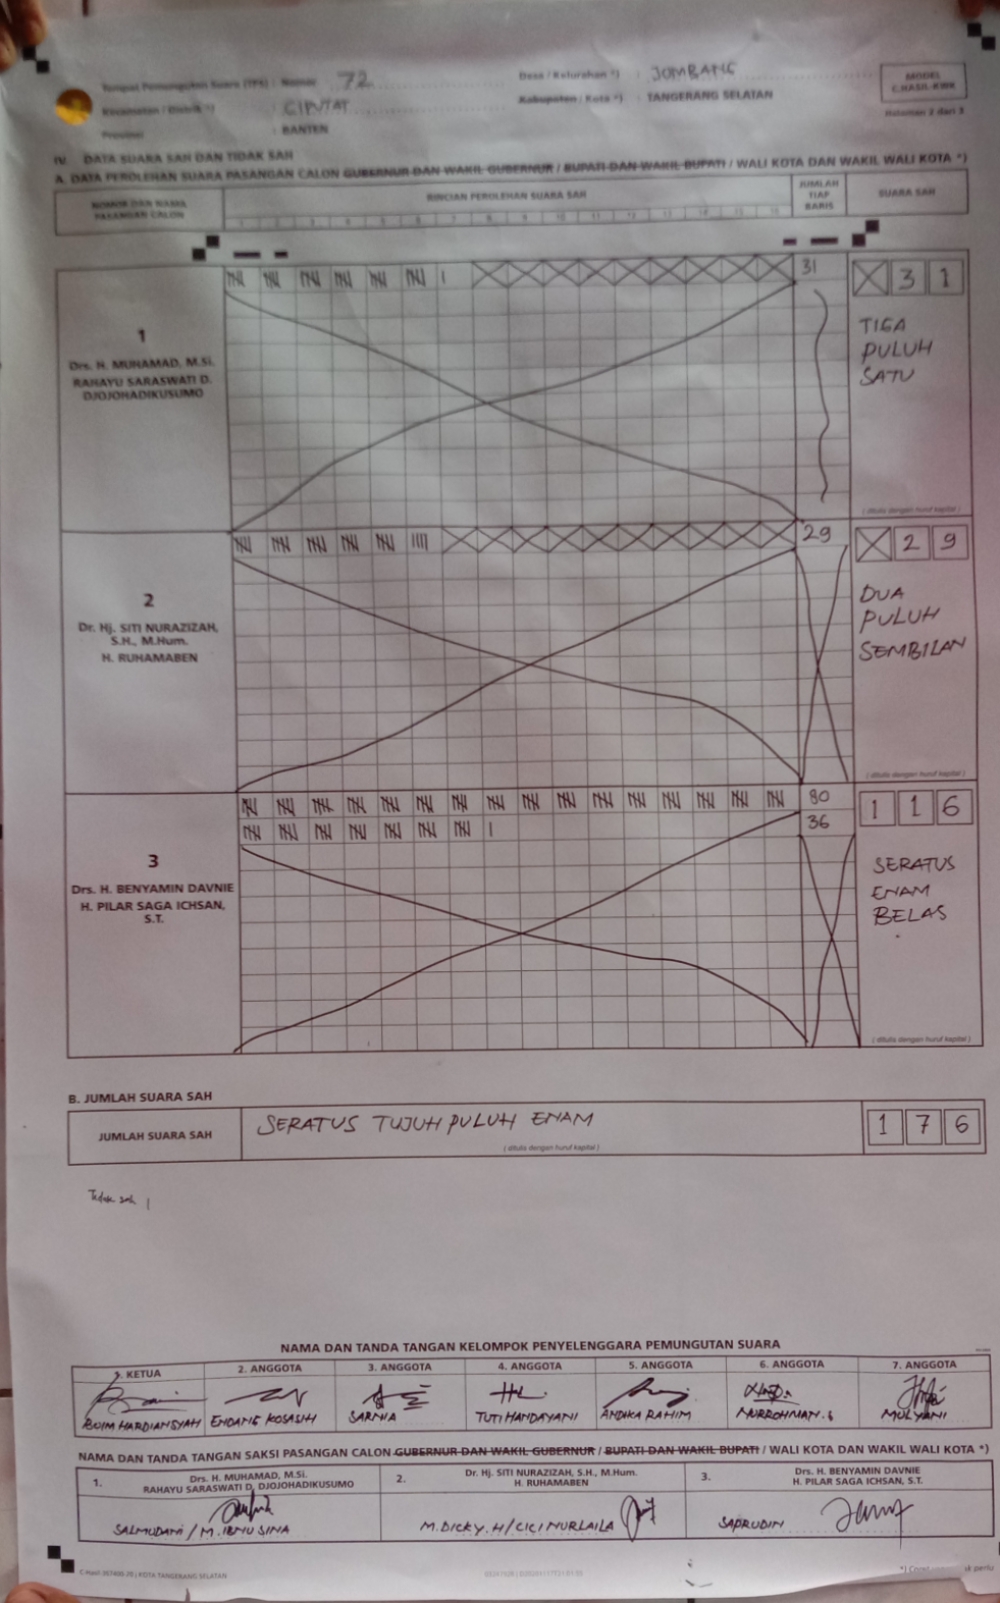 Tempat Pemungutan Suara (TPS) : Nomor : 72
Desa / Kelurahan *) : JOMBANG
MODEL
C.HASIL-KWK
Kecamatan / Distrik *) : CIPUTAT
Kabupaten / Kota *) : TANGERANG SELATAN
Halaman 2 dari 3
Provinsi : BANTEN
IV. DATA SUARA SAH DAN TIDAK SAH
A. DATA PEROLEHAN SUARA PASANGAN CALON GUBERNUR DAN WAKIL GUBERNUR / BUPATI DAN WAKIL BUPATI / WALI KOTA DAN WAKIL WALI KOTA *)
NOMOR DAN NAMA
PASANGAN CALON
RINCIAN PEROLEHAN SUARA SAH
JUMLAH
TIAP
BARIS
SUARA SAH
1 2 3 4 5 6 7 8 9 10 11 12 13 14 15 16
31
3 1
1
Drs. H. MUHAMAD, M.Si.
RAHAYU SARASWATI D.
DJOJOHADIKUSUMO
TIGA
PULUH
SATU
( ditulis dengan huruf kapital )
29
2 9
2
Dr. Hj. SITI NURAZIZAH,
S.H., M.Hum.
H. RUHAMABEN
DUA
PULUH
SEMBILAN
( ditulis dengan huruf kapital )
80
36
1 1 6
3
Drs. H. BENYAMIN DAVNIE
H. PILAR SAGA ICHSAN,
S.T.
SERATUS
ENAM
BELAS
( ditulis dengan huruf kapital )
B. JUMLAH SUARA SAH
JUMLAH SUARA SAH
SERATUS TUJUH PULUH ENAM
( ditulis dengan huruf kapital )
1 7 6
Tidak sah 1
NAMA DAN TANDA TANGAN KELOMPOK PENYELENGGARA PEMUNGUTAN SUARA
1. KETUA 2. ANGGOTA 3. ANGGOTA 4. ANGGOTA 5. ANGGOTA 6. ANGGOTA 7. ANGGOTA
BOIM HARDIANSYAH ENDANG KOSASIH SARNIA TUTI HANDAYANI ANDIKA RAHIM NURROHMAN.S MULYANI
NAMA DAN TANDA TANGAN SAKSI PASANGAN CALON GUBERNUR DAN WAKIL GUBERNUR / BUPATI DAN WAKIL BUPATI / WALI KOTA DAN WAKIL WALI KOTA *)
1. Drs. H. MUHAMAD, M.Si.
RAHAYU SARASWATI D. DJOJOHADIKUSUMO
2. Dr. Hj. SITI NURAZIZAH, S.H., M.Hum.
H. RUHAMABEN
3. Drs. H. BENYAMIN DAVNIE
H. PILAR SAGA ICHSAN, S.T.
SALMUDANI / M. IBNU SINA
M. DICKY. H / CICI NURLAILA
SAPRUDIN
KOTA TANGERANG SELATAN